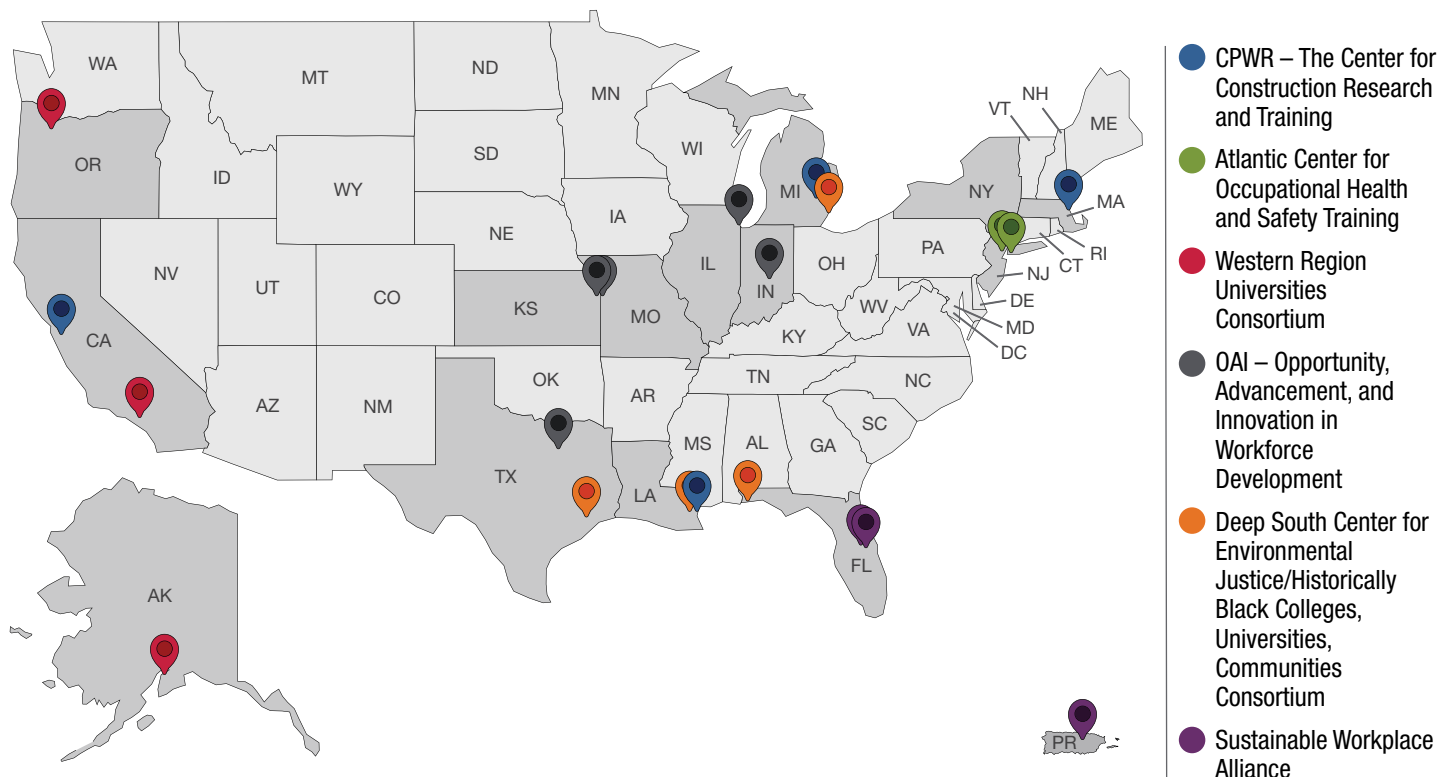 WA
MT
ND
MN
OR
ID
WY
SD
WI
MI
NY
VT
NH
ME
MA
RI
CT
NJ
DE
MD
DC
PA
NV
UT
CO
NE
IA
IL
IN
OH
WV
VA
KY
CA
KS
MO
AZ
NM
OK
AR
TN
NC
SC
TX
LA
MS
AL
GA
FL
AK
PR
CPWR – The Center for
Construction Research
and Training
Atlantic Center for
Occupational Health
and Safety Training
Western Region
Universities
Consortium
OAI – Opportunity,
Advancement, and
Innovation in
Workforce
Development
Deep South Center for
Environmental
Justice/Historically
Black Colleges,
Universities,
Communities
Consortium
Sustainable Workplace
Alliance